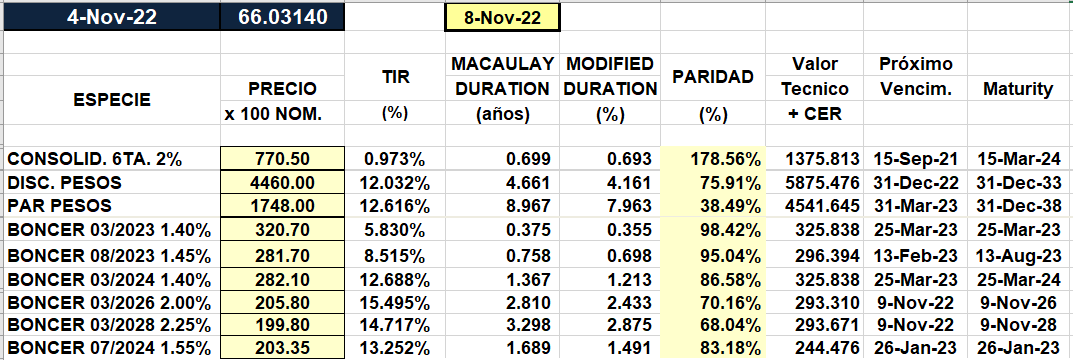 4-Nov-22 66.03140 8-Nov-22
ESPECIE PRECIO x 100 NOM. TIR (%) MACAULAY DURATION (años) MODIFIED DURATION (%) PARIDAD (%) Valor Tecnico + CER Próximo Vencim. Maturity
CONSOLID. 6TA. 2% 770.50 0.973% 0.699 0.693 178.56% 1375.813 15-Sep-21 15-Mar-24
DISC. PESOS 4460.00 12.032% 4.661 4.161 75.91% 5875.476 31-Dec-22 31-Dec-33
PAR PESOS 1748.00 12.616% 8.967 7.963 38.49% 4541.645 31-Mar-23 31-Dec-38
BONCER 03/2023 1.40% 320.70 5.830% 0.375 0.355 98.42% 325.838 25-Mar-23 25-Mar-23
BONCER 08/2023 1.45% 281.70 8.515% 0.758 0.698 95.04% 296.394 13-Feb-23 13-Aug-23
BONCER 03/2024 1.40% 282.10 12.688% 1.367 1.213 86.58% 325.838 25-Mar-23 25-Mar-24
BONCER 03/2026 2.00% 205.80 15.495% 2.810 2.433 70.16% 293.310 9-Nov-22 9-Nov-26
BONCER 03/2028 2.25% 199.80 14.717% 3.298 2.875 68.04% 293.671 9-Nov-22 9-Nov-28
BONCER 07/2024 1.55% 203.35 13.252% 1.689 1.491 83.18% 244.476 26-Jan-23 26-Jan-23